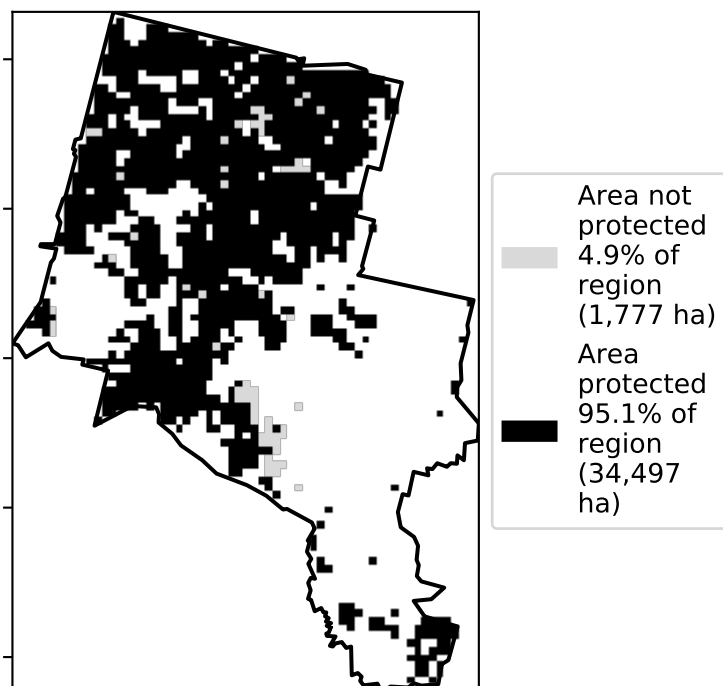 Area not
protected
4.9% of
region
(1,777 ha)
Area
protected
95.1% of
region
(34,497
ha)